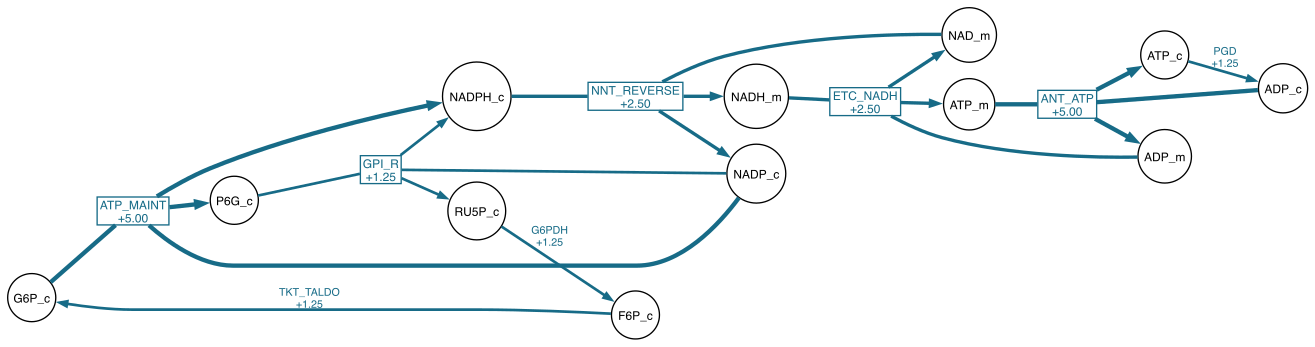 NAD_m
PGD
+1.25
ATP_c
ADP_c
NADPH_c
NNT_REVERSE
+2.50
NADH_m
ETC_NADH
+2.50
ATP_m
ANT_ATP
+5.00
ADP_m
GPI_R
+1.25
NADP_c
ATP_MAINT
+5.00
P6G_c
RU5P_c
G6PDH
+1.25
G6P_c
TKT_TALDO
+1.25
F6P_c